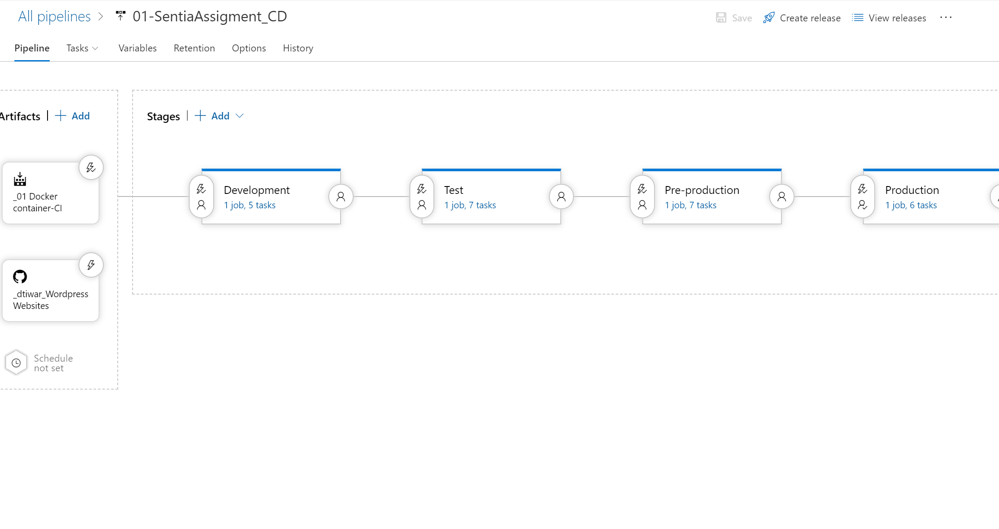 All pipelines > 01-SentiaAssigment_CD
Save Create release View releases ...
Pipeline Tasks Variables Retention Options History
Artifacts | + Add
Stages | + Add
_01 Docker
container-CI
Development
1 job, 5 tasks
Test
1 job, 7 tasks
Pre-production
1 job, 7 tasks
Production
1 job, 6 tasks
_dtiwar_Wordpress
Websites
Schedule
not set